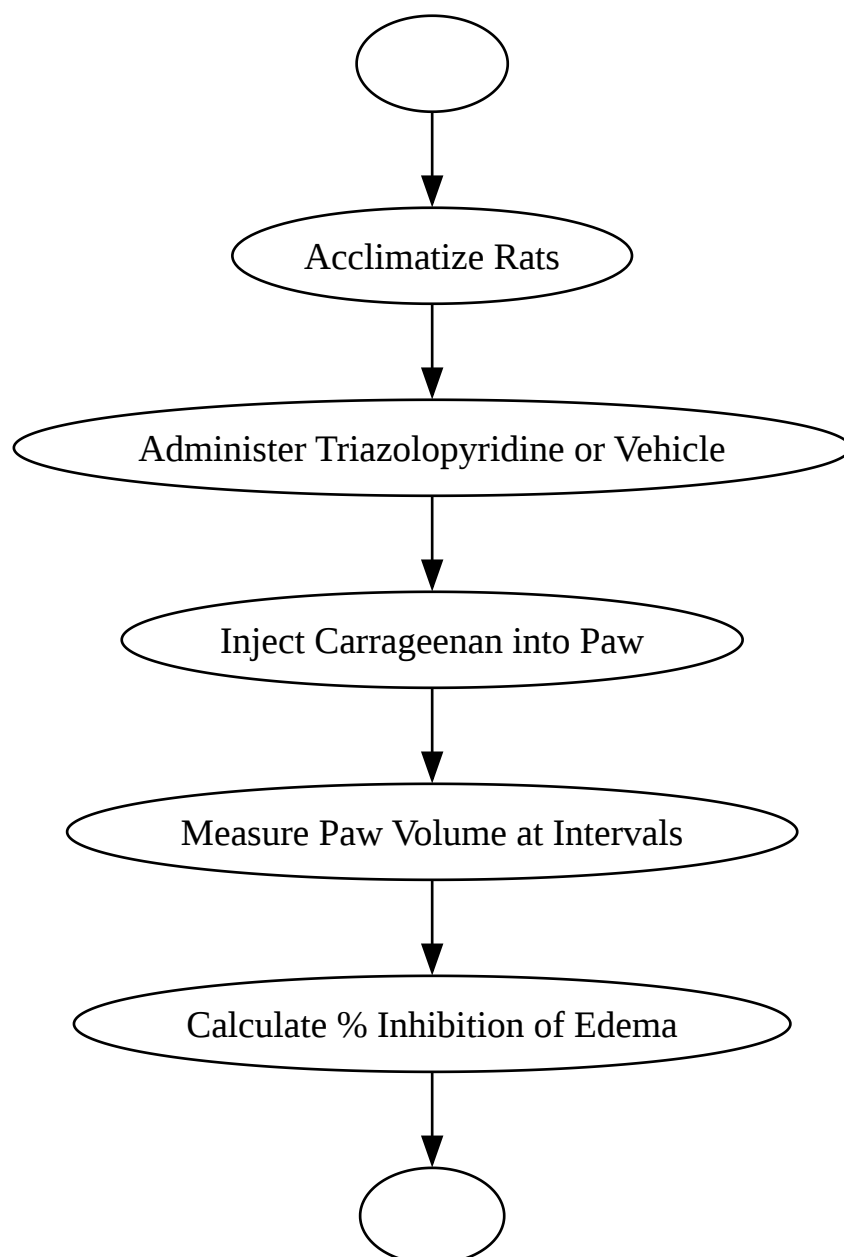 Acclimatize Rats
Administer Triazolopyridine or Vehicle
Inject Carrageenan into Paw
Measure Paw Volume at Intervals
Calculate % Inhibition of Edema